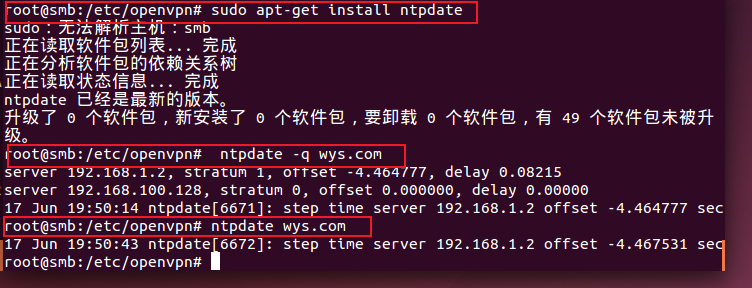 root@smb:/etc/openvpn# sudo apt-get install ntpdate
sudo：无法解析主机：smb
正在读取软件包列表... 完成
正在分析软件包的依赖关系树
正在读取状态信息... 完成
ntpdate 已经是最新的版本。
升级了 0 个软件包，新安装了 0 个软件包，要卸载 0 个软件包，有 49 个软件包未被升
级。
root@smb:/etc/openvpn#  ntpdate -q wys.com
server 192.168.1.2, stratum 1, offset -4.464777, delay 0.08215
server 192.168.100.128, stratum 0, offset 0.000000, delay 0.00000
17 Jun 19:50:14 ntpdate[6671]: step time server 192.168.1.2 offset -4.464777 sec
root@smb:/etc/openvpn# ntpdate wys.com
17 Jun 19:50:43 ntpdate[6672]: step time server 192.168.1.2 offset -4.467531 sec
root@smb:/etc/openvpn#